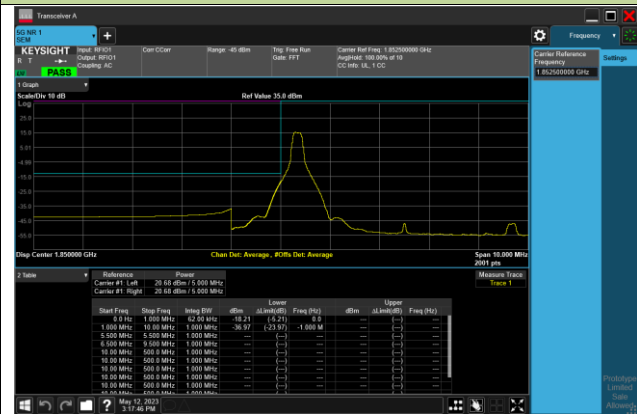 Transceiver A
5G NR 1
SEM
Frequency
KEYSIGHT
R T
PASS
Input: RFIO1
Output: RFIO1
Coupling: AC
Corr CCorr
Range: -45 dBm
Trig: Free Run
Gate: FFT
Carrier Ref Freq: 1.852500000 GHz
Avg|Hold: 100.00% of 10
CC Info: UL, 1 CC
Carrier Reference
Frequency
1.852500000 GHz
Settings
1 Graph
Scale/Div 10 dB
Ref Value 35.0 dBm
Log
25.0
15.0
5.01
-4.99
-15.0
-25.0
-35.0
-45.0
-55.0
Disp Center 1.850000 GHz
Chan Det: Average, #Offs Det: Average
Span 10.000 MHz
2001 pts
2 Table
Reference Power
Carrier #1: Left 20.68 dBm / 5.000 MHz
Carrier #1: Right 20.68 dBm / 5.000 MHz
Measure Trace
Trace 1
Lower Upper
Start Freq Stop Freq Integ BW dBm ΔLimit(dB) Freq (Hz) dBm ΔLimit(dB) Freq (Hz)
0.0 Hz 1.000 MHz 62.00 kHz -18.21 (-5.21) 0.0 --- (---) ---
1.000 MHz 10.00 MHz 1.000 MHz -36.97 (-23.97) -1.000 M --- (---) ---
5.500 MHz 5.500 MHz 1.000 MHz --- (---) --- --- (---) ---
6.500 MHz 9.500 MHz 1.000 MHz --- (---) --- --- (---) ---
10.00 MHz 500.0 MHz 1.000 MHz --- (---) --- --- (---) ---
10.00 MHz 500.0 MHz 1.000 MHz --- (---) --- --- (---) ---
10.00 MHz 500.0 MHz 1.000 MHz --- (---) --- --- (---) ---
10.00 MHz 500.0 MHz 1.000 MHz --- (---) --- --- (---) ---
10.00 MHz 500.0 MHz 1.000 MHz --- (---) --- --- (---) ---
May 12, 2023
3:17:46 PM
Prototype
Limited
Sale
Allowed